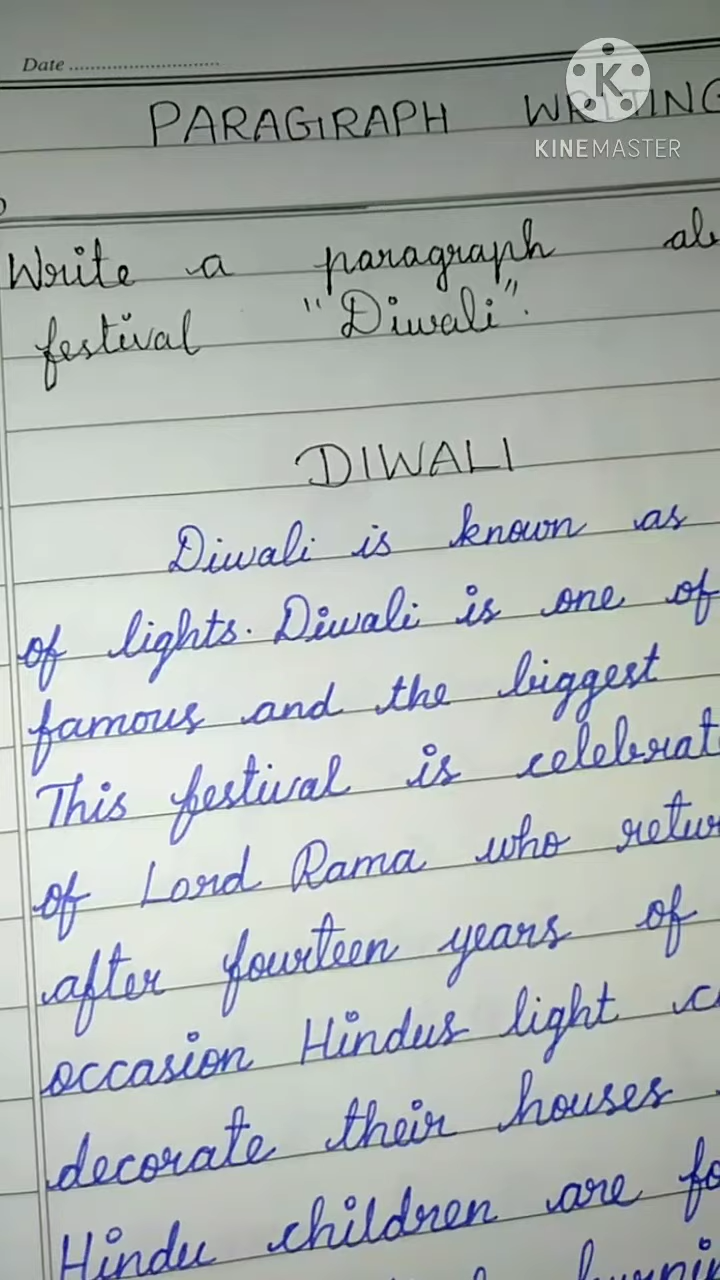 Date
KINEMASTER
PARAGRAPH WRITING
Write a paragraph
festival "Diwali".
DIWALI
Diwali is known as
of lights. Diwali is one of
famous and the biggest
This festival is celebrat
of Lord Rama who retur
after fourteen years of
occasion Hindus light c
decorate their houses
Hindu children are fo